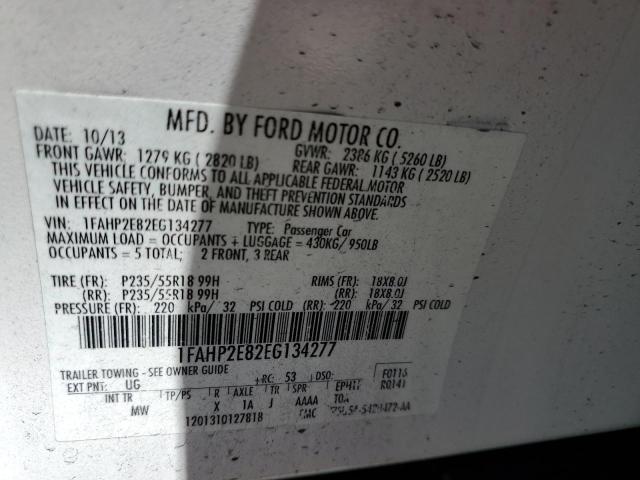 MFD. BY FORD MOTOR CO.
DATE: 10/13 GVWR: 2386 KG ( 5260 LB)
FRONT GAWR: 1279 KG ( 2820 LB) REAR GAWR: 1143 KG ( 2520 LB)
THIS VEHICLE CONFORMS TO ALL APPLICABLE FEDERAL MOTOR
VEHICLE SAFETY, BUMPER, AND THEFT PREVENTION STANDARDS
IN EFFECT ON THE DATE OF MANUFACTURE SHOWN ABOVE.
VIN: 1FAHP2E82EG134277 TYPE: Passenger Car
MAXIMUM LOAD = OCCUPANTS + LUGGAGE = 430KG/ 950LB
OCCUPANTS = 5 TOTAL; 2 FRONT, 3 REAR
TIRE (FR): P235/55R18 99H RIMS (FR): 18X8.0J
(RR): P235/55R18 99H (RR): 18X8.0J
PRESSURE (FR): 220 kPa/ 32 PSI COLD (RR): 220 kPa/ 32 PSI COLD
1FAHP2E82EG134277
TRAILER TOWING - SEE OWNER GUIDE RC: 53 DSO: F0115
EXT PNT: UG R0141
INT TR TP/PS R AXLE TR SPR
MW X 1A J AAAA
1201310127818